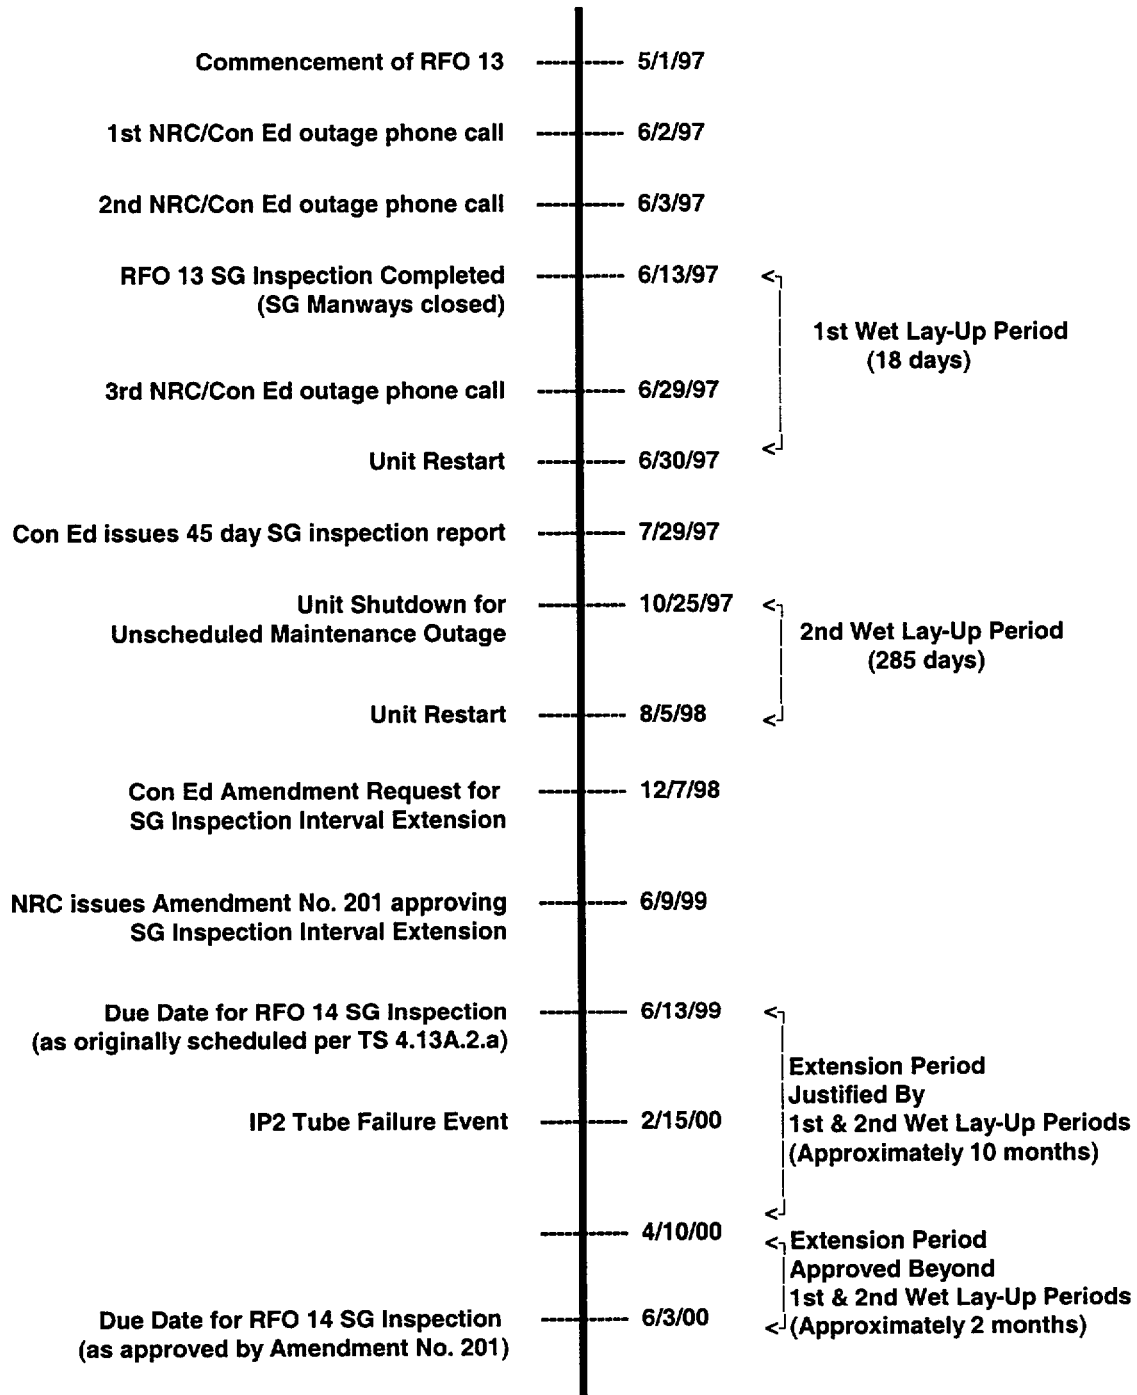 Commencement of RFO 13 5/1/97
1st NRC/Con Ed outage phone call 6/2/97
2nd NRC/Con Ed outage phone call 6/3/97
RFO 13 SG Inspection Completed 6/13/97
(SG Manways closed)
1st Wet Lay-Up Period
(18 days)
3rd NRC/Con Ed outage phone call 6/29/97
Unit Restart 6/30/97
Con Ed issues 45 day SG inspection report 7/29/97
Unit Shutdown for 10/25/97
Unscheduled Maintenance Outage
2nd Wet Lay-Up Period
(285 days)
Unit Restart 8/5/98
Con Ed Amendment Request for 12/7/98
SG Inspection Interval Extension
NRC issues Amendment No. 201 approving 6/9/99
SG Inspection Interval Extension
Due Date for RFO 14 SG Inspection 6/13/99
(as originally scheduled per TS 4.13A.2.a)
Extension Period
Justified By
1st & 2nd Wet Lay-Up Periods
(Approximately 10 months)
IP2 Tube Failure Event 2/15/00
4/10/00
Extension Period
Approved Beyond
1st & 2nd Wet Lay-Up Periods
(Approximately 2 months)
Due Date for RFO 14 SG Inspection 6/3/00
(as approved by Amendment No. 201)